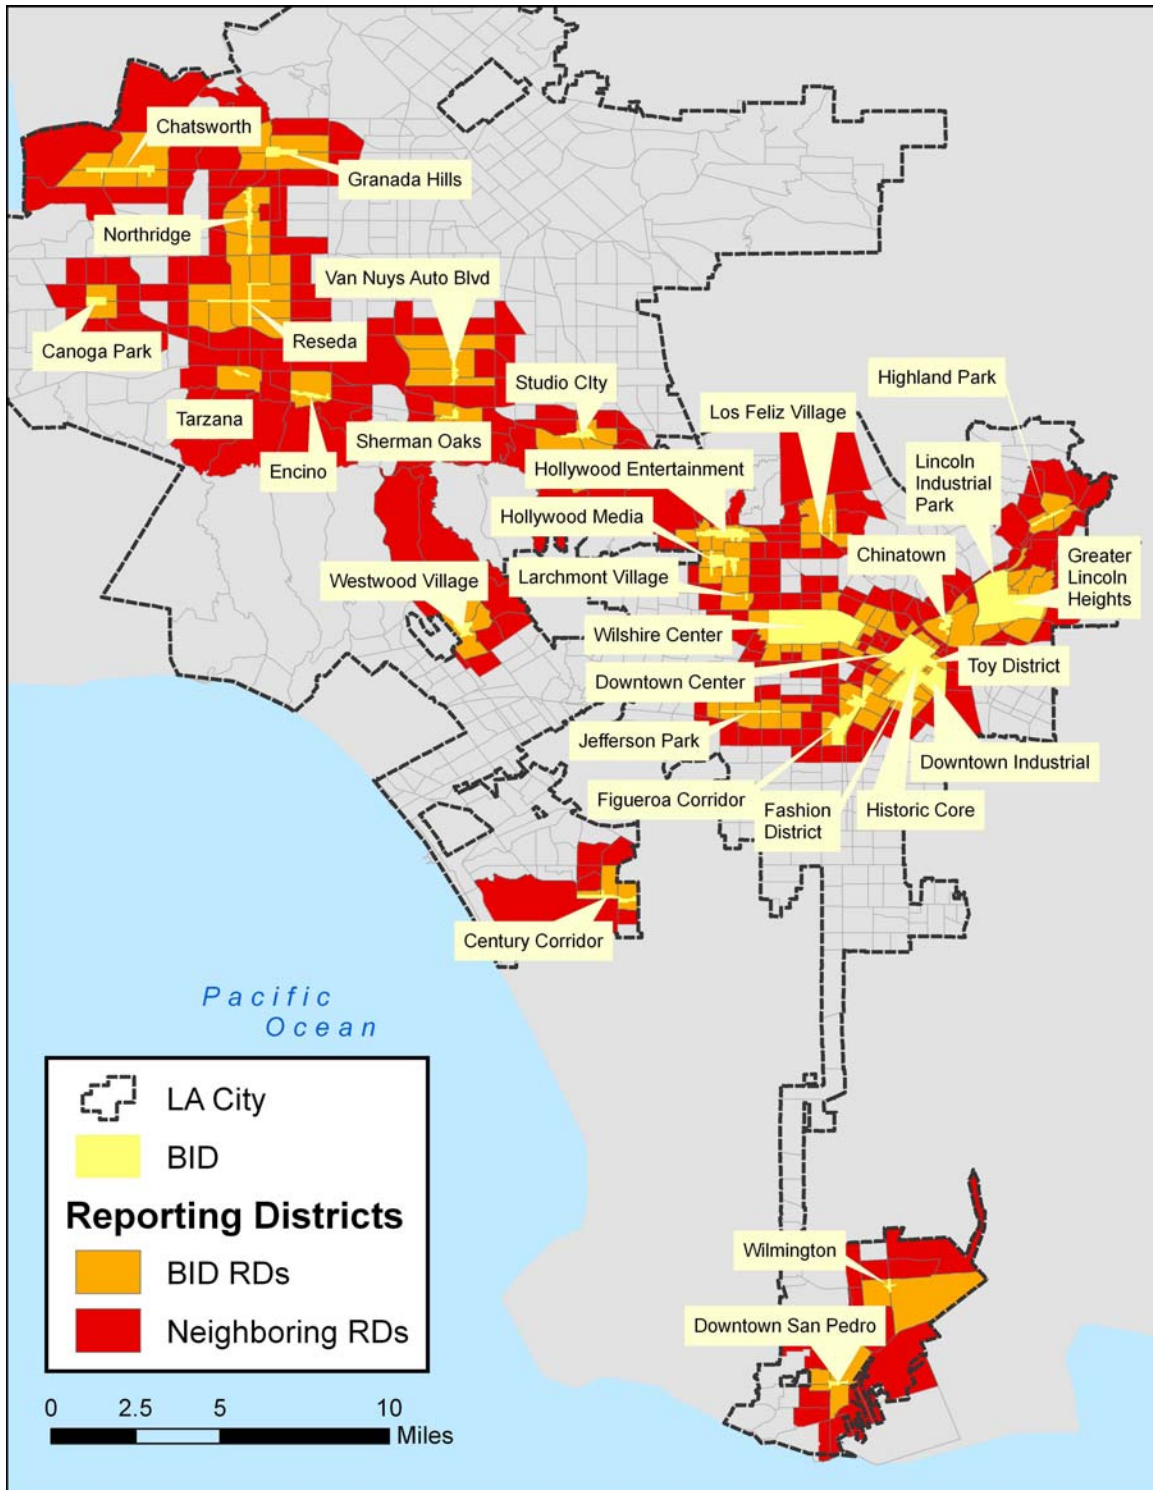 Chatsworth
Granada Hills
Northridge
Van Nuys Auto Blvd
Canoga Park
Reseda
Studio CIty
Highland Park
Los Feliz Village
Tarzana
Sherman Oaks
Encino
Hollywood Entertainment
Lincoln
Industrial
Park
Hollywood Media
Chinatown
Greater
Lincoln
Heights
Westwood Village
Larchmont Village
Wilshire Center
Toy District
Downtown Center
Jefferson Park
Downtown Industrial
Figueroa Corridor
Fashion
District
Historic Core
Century Corridor
Pacific
Ocean
LA City
BID
Reporting Districts
BID RDs
Neighboring RDs
0 2.5 5 10
Miles
Wilmington
Downtown San Pedro